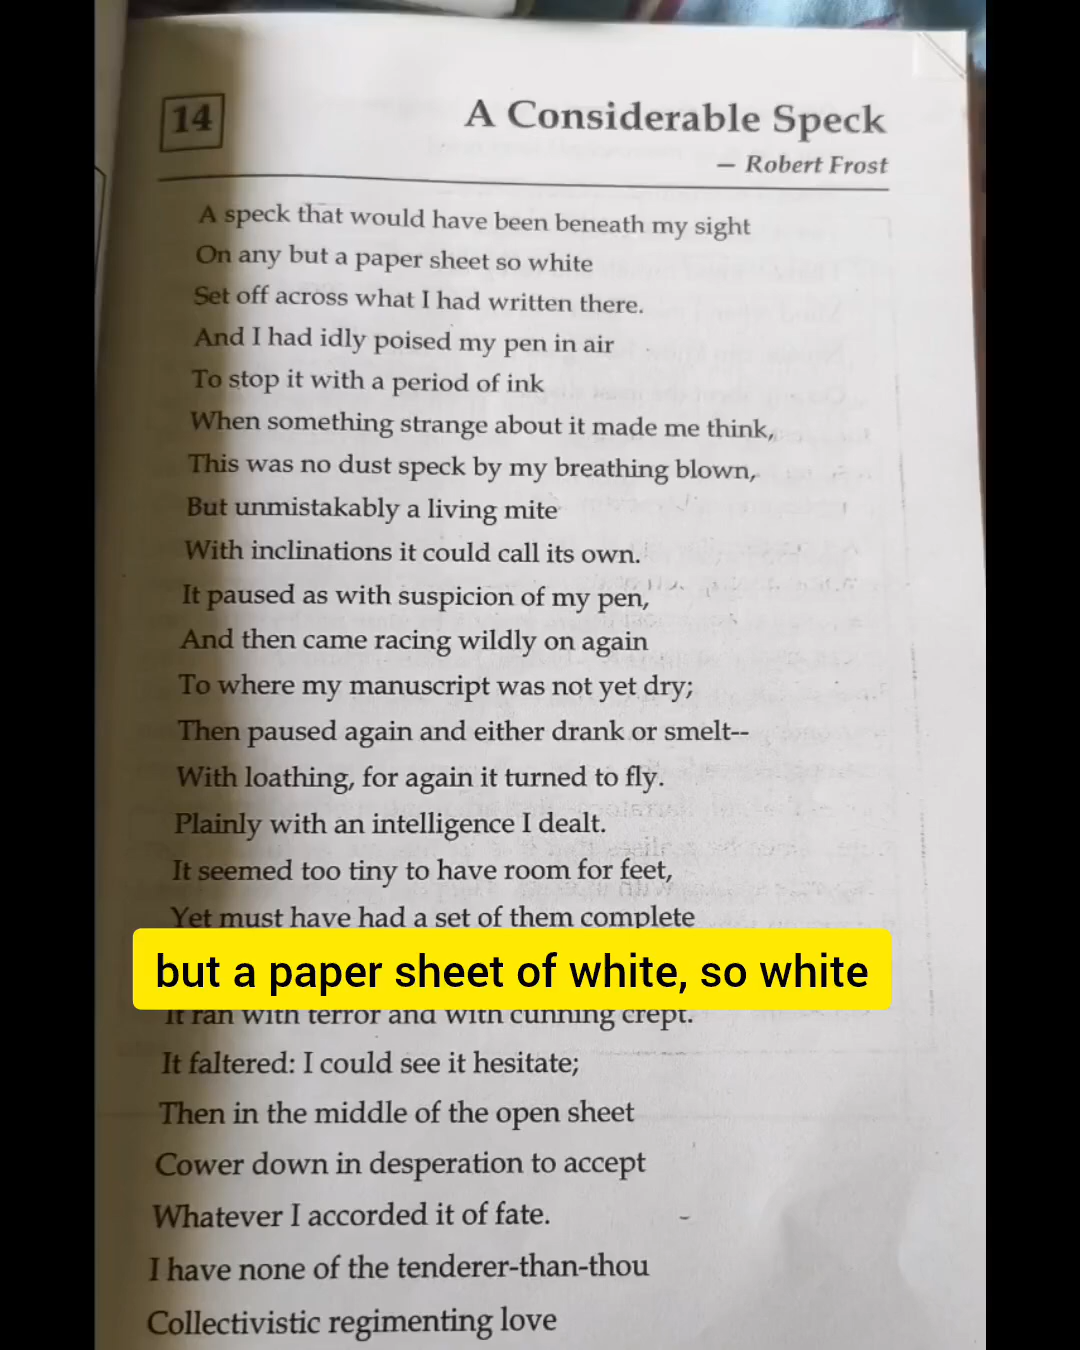 14
A Considerable Speck
— Robert Frost
A speck that would have been beneath my sight
On any but a paper sheet so white
Set off across what I had written there.
And I had idly poised my pen in air
To stop it with a period of ink
When something strange about it made me think,
This was no dust speck by my breathing blown,
But unmistakably a living mite
With inclinations it could call its own.
It paused as with suspicion of my pen,
And then came racing wildly on again
To where my manuscript was not yet dry;
Then paused again and either drank or smelt--
With loathing, for again it turned to fly.
Plainly with an intelligence I dealt.
It seemed too tiny to have room for feet,
Yet must have had a set of them complete
but a paper sheet of white, so white
It ran with terror and with cunning crept.
It faltered: I could see it hesitate;
Then in the middle of the open sheet
Cower down in desperation to accept
Whatever I accorded it of fate.
I have none of the tenderer-than-thou
Collectivistic regimenting love